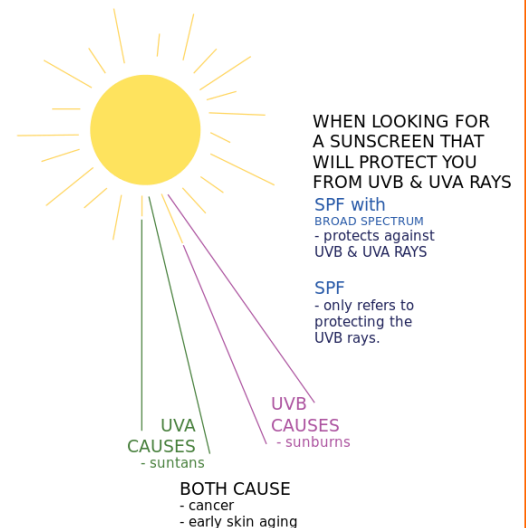 WHEN LOOKING FOR
A SUNSCREEN THAT
WILL PROTECT YOU
FROM UVB & UVA RAYS
SPF with
BROAD SPECTRUM
- protects against
UVB & UVA RAYS
SPF
- only refers to
protecting the
UVB rays.
UVB
CAUSES
- sunburns
UVA
CAUSES
- suntans
BOTH CAUSE
- cancer
- early skin aging